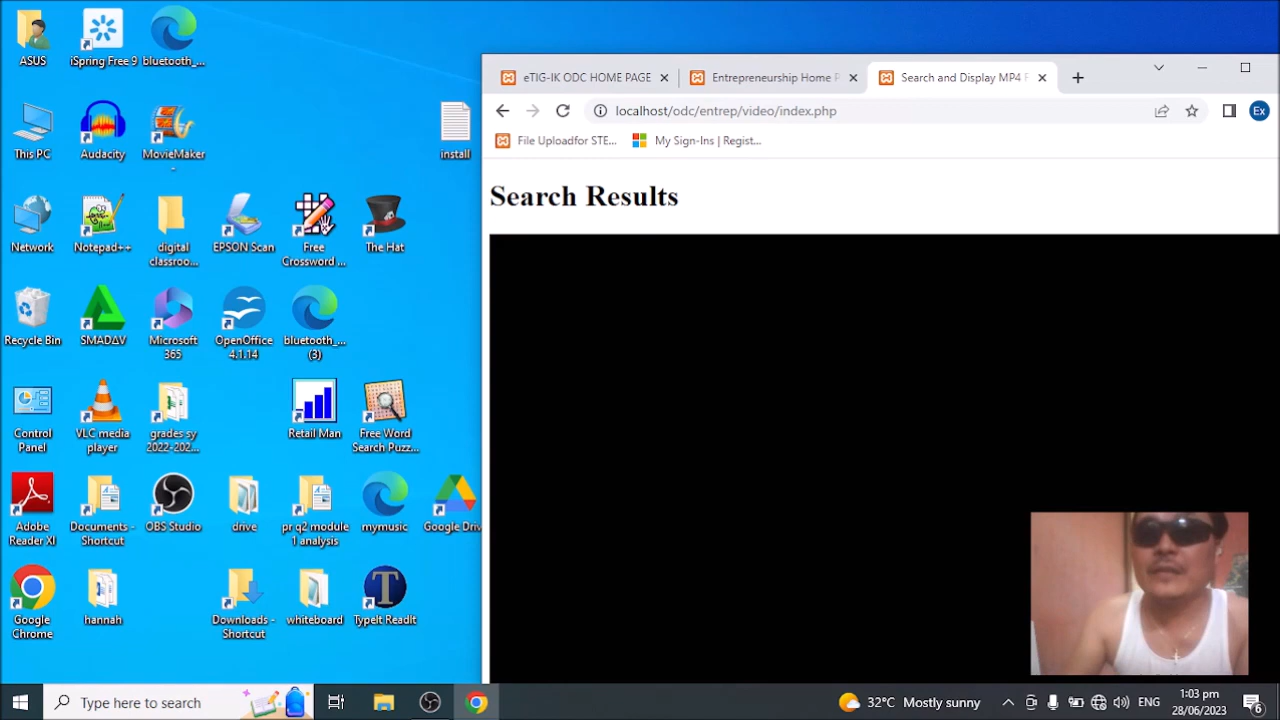 ASUS
iSpring Free 9
bluetooth_...
This PC
Audacity
MovieMaker
-
install
Network
Notepad++
digital
classroo...
EPSON Scan
Free
Crossword ...
The Hat
Recycle Bin
SMADΔV
Microsoft
365
OpenOffice
4.1.14
bluetooth_...
(3)
Control
Panel
VLC media
player
grades sy
2022-202...
Retail Man
Free Word
Search Puzz...
Adobe
Reader XI
Documents -
Shortcut
OBS Studio
drive
pr q2 module
1 analysis
mymusic
Google Driv
Google
Chrome
hannah
Downloads -
Shortcut
whiteboard
TypeIt ReadIt
eTIG-IK ODC HOME PAGE
Entrepreneurship Home P
Search and Display MP4 F
localhost/odc/entrep/video/index.php
Ex
File Uploadfor STE...
My Sign-Ins | Regist...
Search Results
Type here to search
32°C Mostly sunny
ENG
1:03 pm
28/06/2023
6